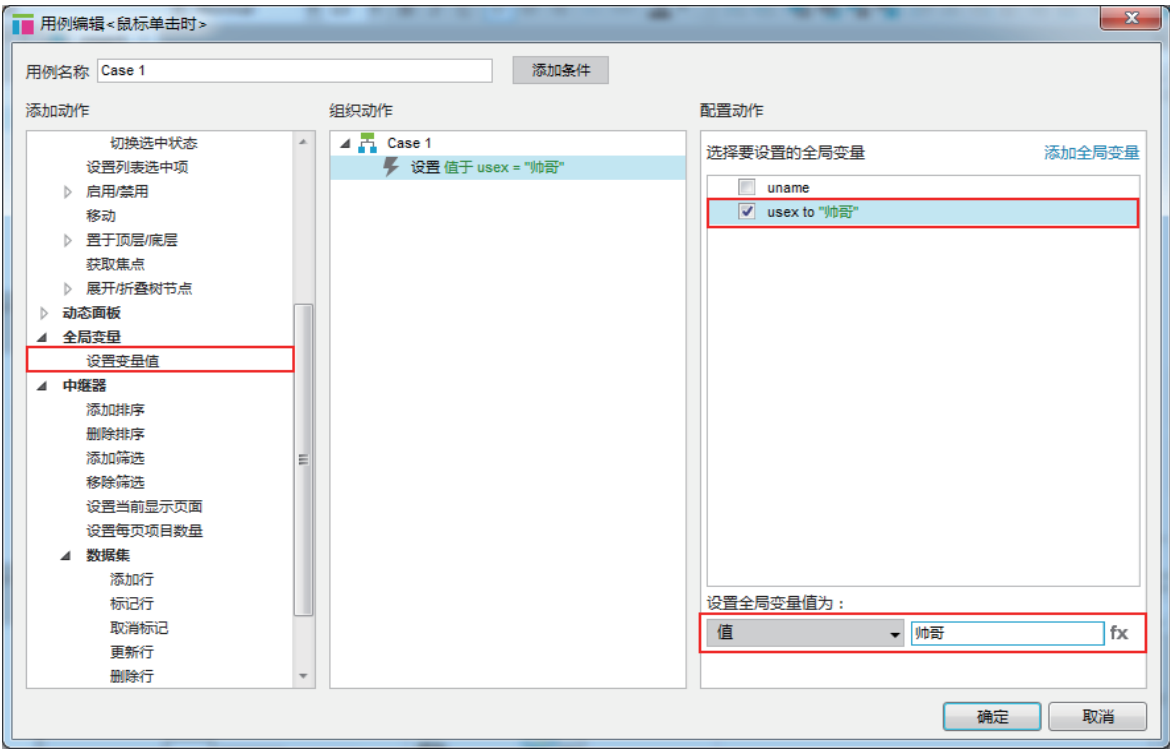 用例编辑<鼠标单击时>
用例名称 Case 1 添加条件
添加动作
切换选中状态
设置列表选中项
启用/禁用
移动
置于顶层/底层
获取焦点
展开/折叠树节点
动态面板
全局变量
设置变量值
中继器
添加排序
删除排序
添加筛选
移除筛选
设置当前显示页面
设置每页项目数量
数据集
添加行
标记行
取消标记
更新行
删除行
组织动作
Case 1
设置 值于 usex = "帅哥"
配置动作
选择要设置的全局变量 添加全局变量
uname
usex to "帅哥"
设置全局变量值为：
值 帅哥 fx
确定 取消